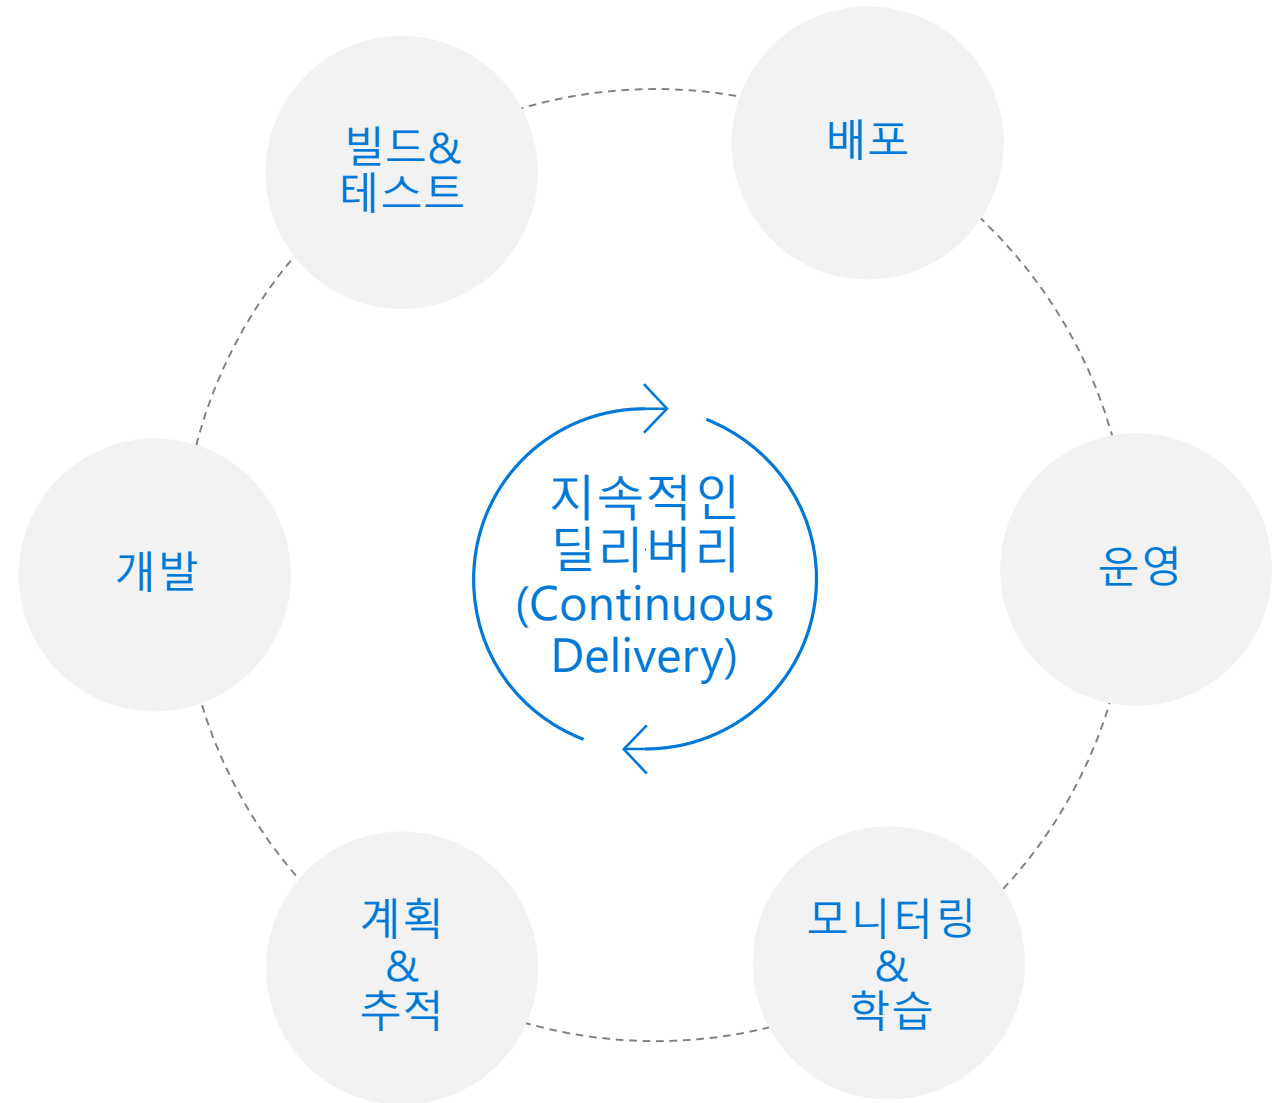 빌드&
테스트
배포
개발
지속적인
딜리버리
(Continuous
Delivery)
운영
계획
&
추적
모니터링
&
학습